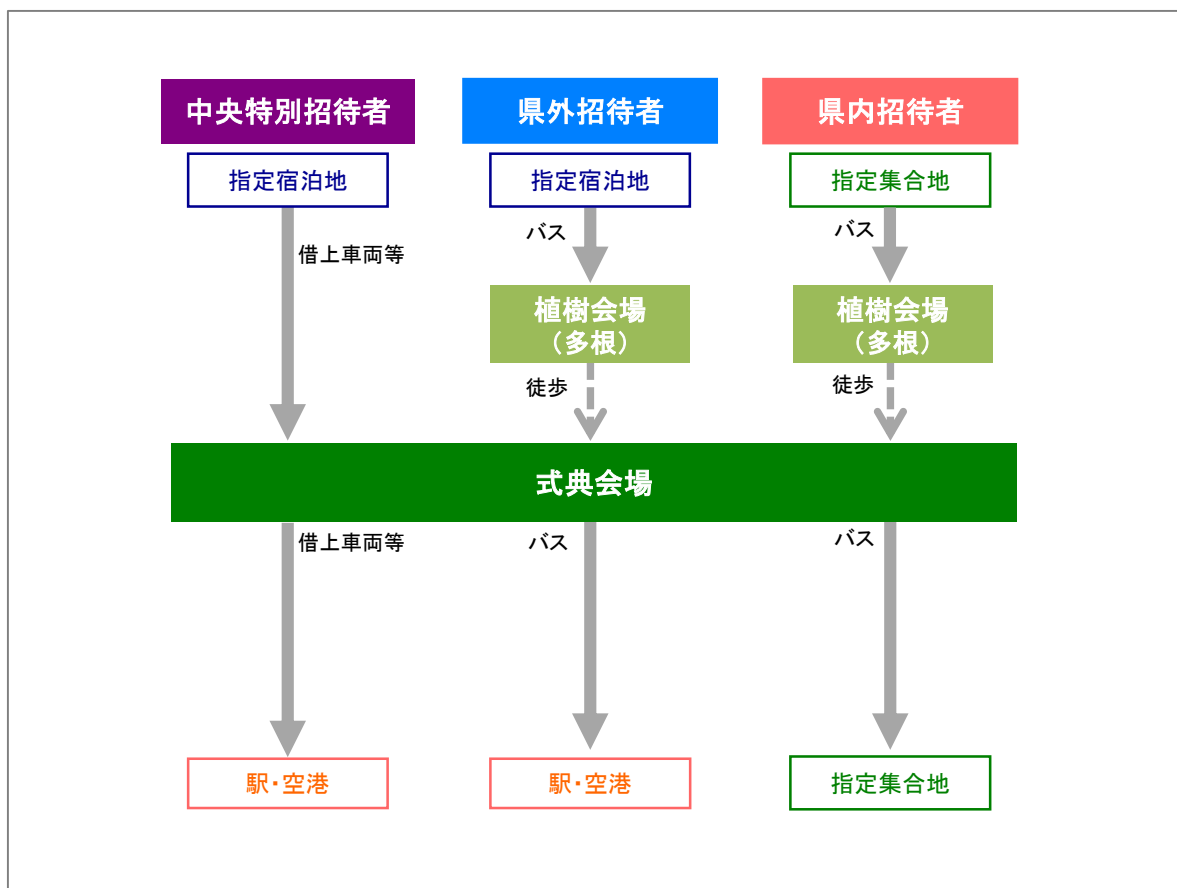 中央特別招待者
県外招待者
県内招待者
指定宿泊地
指定宿泊地
指定集合地
借上車両等
バス
バス
植樹会場
（多根）
植樹会場
（多根）
徒歩
徒歩
式典会場
借上車両等
バス
バス
駅・空港
駅・空港
指定集合地